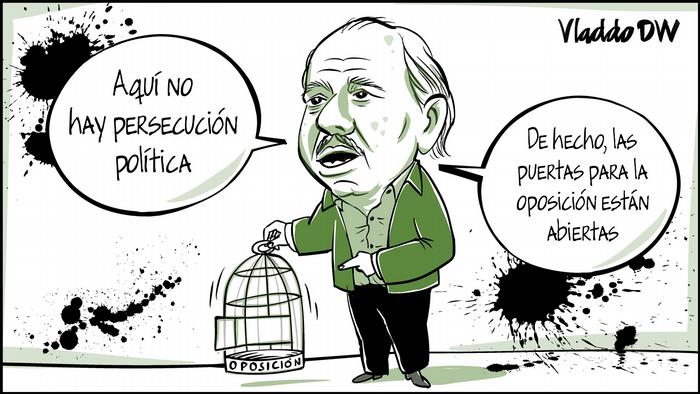 Vladdo DW
Aquí no
hay persecución
política
De hecho, las
puertas para la
oposición están
abiertas
OPOSICIÓN